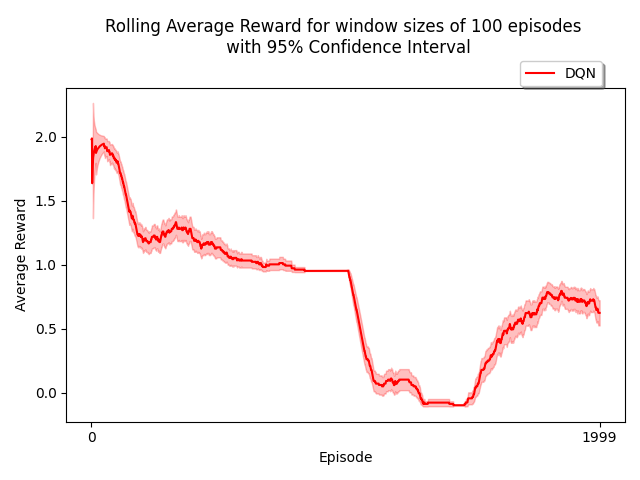 Rolling Average Reward for window sizes of 100 episodes
with 95% Confidence Interval
DQN
Average Reward
2.0
1.5
1.0
0.5
0.0
0
1999
Episode